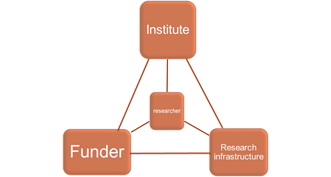 Institute
researcher
Funder
Research
infrastructure